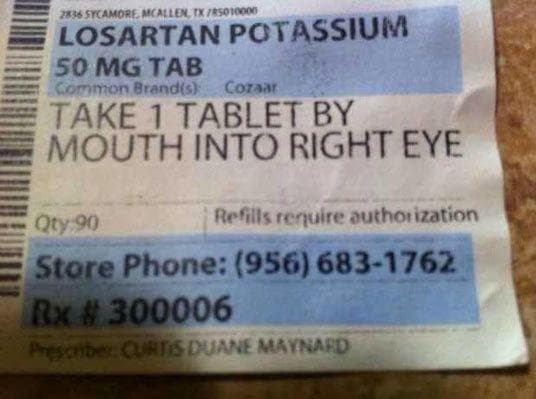 2836 SYCAMORE, MCALLEN, TX /85010000
LOSARTAN POTASSIUM
50 MG TAB
Common Brand(s): Cozaar
TAKE 1 TABLET BY
MOUTH INTO RIGHT EYE
Qty:90 Refills require authorization
Store Phone: (956) 683-1762
Rx # 300006
Prescriber: CURTIS DUANE MAYNARD